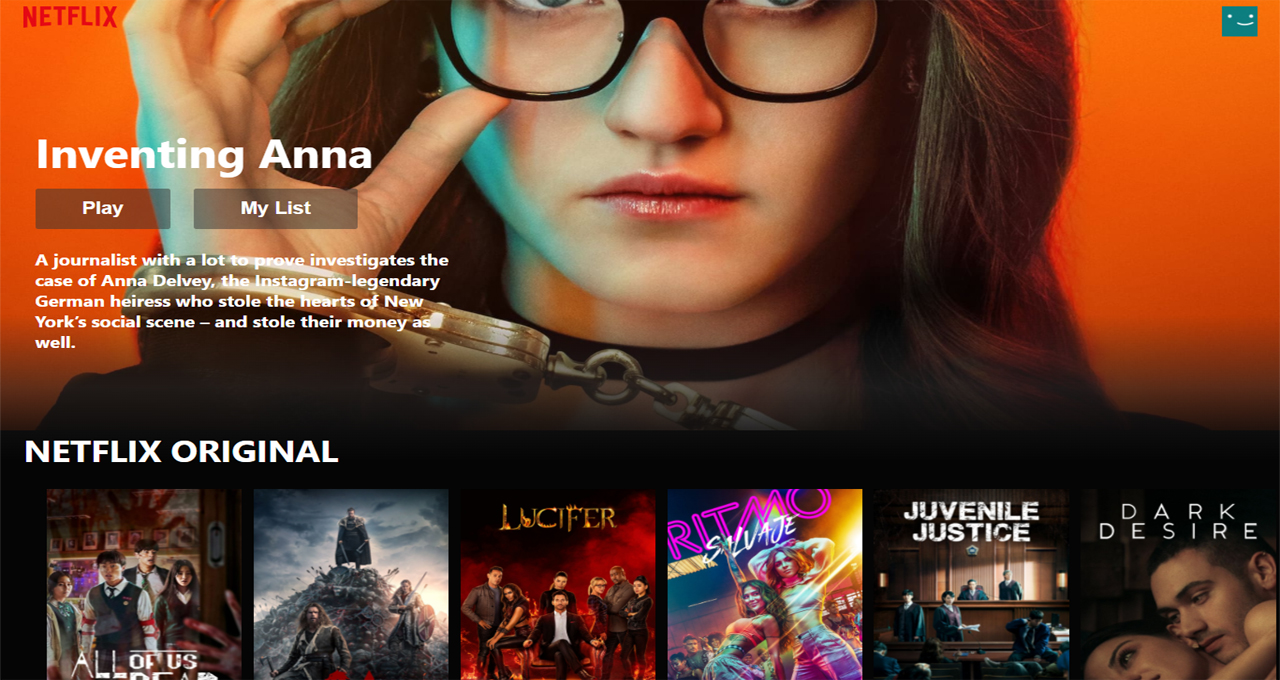 NETFLIX
Inventing Anna
Play
My List
A journalist with a lot to prove investigates the
case of Anna Delvey, the Instagram-legendary
German heiress who stole the hearts of New
York's social scene – and stole their money as
well.
NETFLIX ORIGINAL
LUCIFER
RITMO
SALVAJE
JUVENILE
JUSTICE
DARK
DESIRE
ALL OF US
DEAD